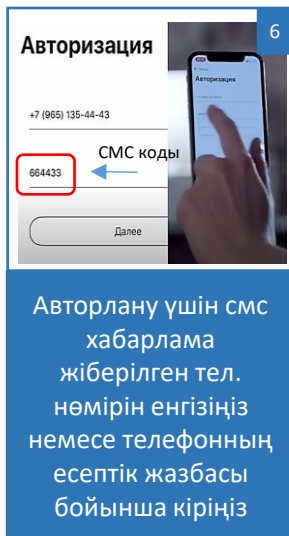 6
Авторизация
+7 (965) 135-44-43
СМС коды
664433
Далее
Авторизация
Авторлану үшін смс
хабарлама
жіберілген тел.
нөмірін енгізіңіз
немесе телефонның
есептік жазбасы
бойынша кіріңіз